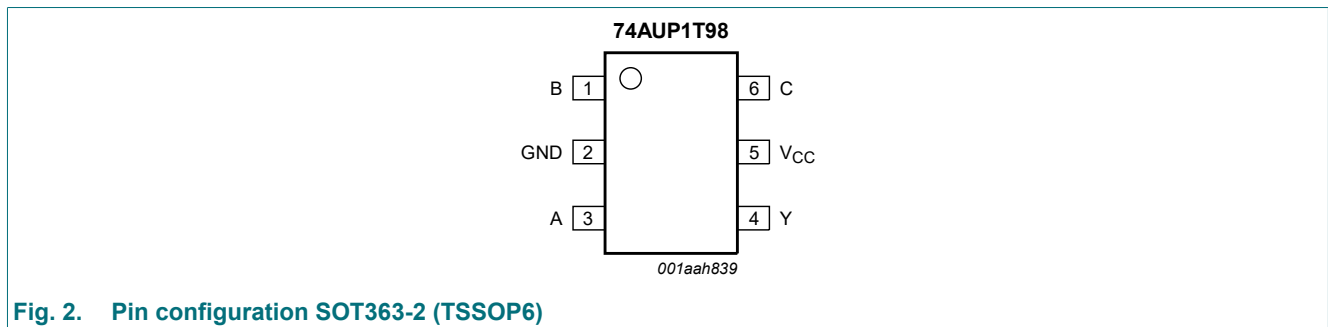 74AUP1T98
B 1 6 C
GND 2 5 VCC
A 3 4 Y
001aah839
Fig. 2. Pin configuration SOT363-2 (TSSOP6)